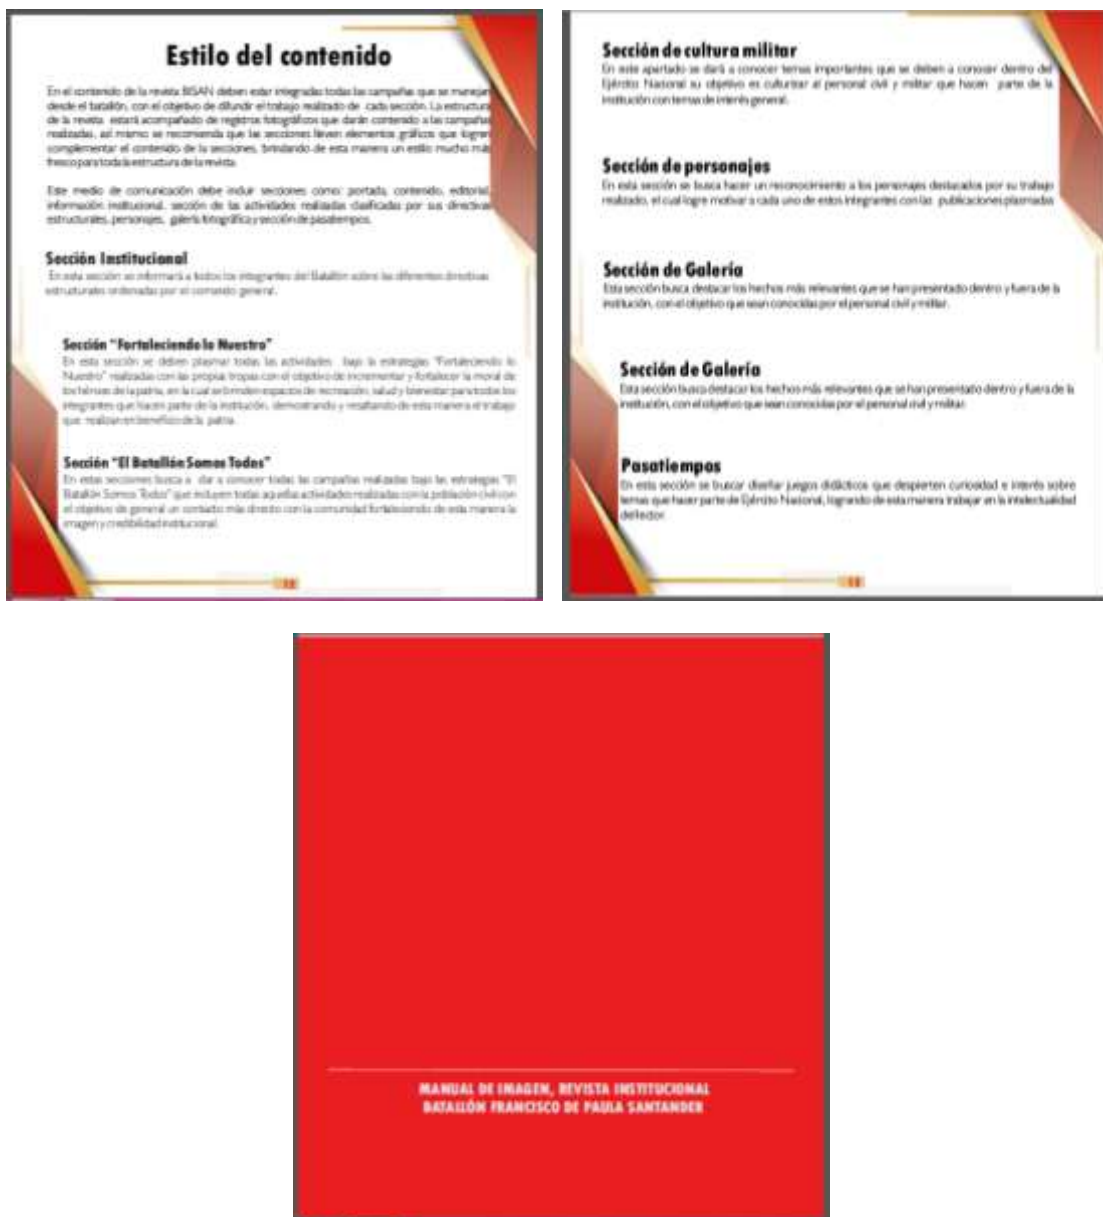 Estilo del contenido
En el contenido de la revista BISAN deben estar integradas todas las campañas que se manejan
desde el batallón, con el objetivo de difundir el trabajo realizado de cada sección. La estructura
de la revista estará acompañado de registros fotográficos que darán contenido a las campañas
realizadas, así mismo se recomienda que las secciones lleven elementos gráficos que logren
complementar el contenido de la secciones, brindando de esta manera un estilo mucho más
fresco para toda la estructura de la revista.
Este medio de comunicación debe incluir secciones como: portada, contenido, editorial,
información institucional, sección de las actividades realizadas clasificadas por sus directivas
estructurales, personajes, galería fotográfica y sección de pasatiempos.
Sección Institucional
En esta sección se informará a todos los integrantes del Batallón sobre las diferentes directivas
estructurales ordenadas por el comando general.
Sección "Fortaleciendo lo Nuestro"
En esta sección se deben plasmar todas las actividades bajo la estrategias "Fortaleciendo lo
Nuestro" realizadas con las propias tropas con el objetivo de incrementar y fortalecer la moral de
los héroes de la patria, en la cual se brinden espacios de recreación, salud y bienestar para todos los
integrantes que hacen parte de la institución, demostrando y resaltando de esta manera el trabajo
que realizan en beneficio de la patria.
Sección "El Batallón Somos Todos"
En estas secciones busca a dar a conocer todas las campañas realizadas bajo las estrategias "El
Batallón Somos Todos" que incluyen todas aquellas actividades realizadas con la población civil con
el objetivo de general un contacto más directo con la comunidad fortaleciendo de esta manera la
imagen y credibilidad institucional.
Sección de cultura militar
En este apartado se dará a conocer temas importantes que se deben a conocer dentro del
Ejército Nacional su objetivo es culturizar al personal civil y militar que hacen parte de la
institución con temas de interés general.
Sección de personajes
En esta sección se busca hacer un reconocimiento a los personajes destacados por su trabajo
realizado, el cual logre motivar a cada uno de estos integrantes con las publicaciones plasmadas
Sección de Galería
Esta sección busca destacar los hechos más relevantes que se han presentado dentro y fuera de la
institución, con el objetivo que sean conocidas por el personal civil y militar.
Sección de Galería
Esta sección busca destacar los hechos más relevantes que se han presentado dentro y fuera de la
institución, con el objetivo que sean conocidas por el personal civil y militar.
Pasatiempos
En esta sección se buscar diseñar juegos didácticos que despierten curiosidad e interés sobre
temas que hacer parte de Ejército Nacional, logrando de esta manera trabajar en la intelectualidad
del lector.
MANUAL DE IMAGEN, REVISTA INSTITUCIONAL
BATALLÓN FRANCISCO DE PAULA SANTANDER